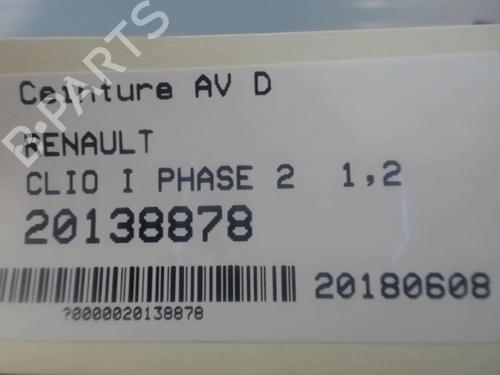 B-PARTS
Ceinture AV D
RENAULT
CLIO I PHASE 2 1,2
20138878
20180608
?0000020138878